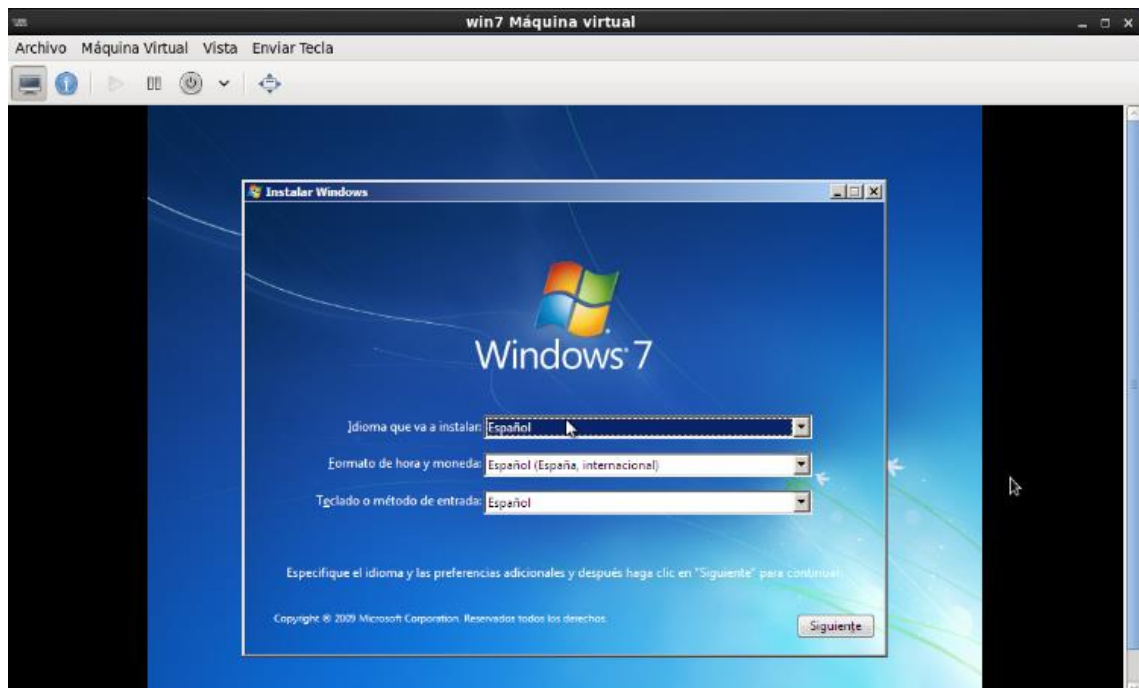 win7 Máquina virtual
Archivo Máquina Virtual Vista Enviar Tecla
Instalar Windows
Windows 7
Idioma que va a instalar: Español
Formato de hora y moneda: Español (España, internacional)
Teclado o método de entrada: Español
Especifique el idioma y las preferencias adicionales y después haga clic en "Siguiente" para continuar.
Copyright © 2009 Microsoft Corporation. Reservados todos los derechos.
Siguiente